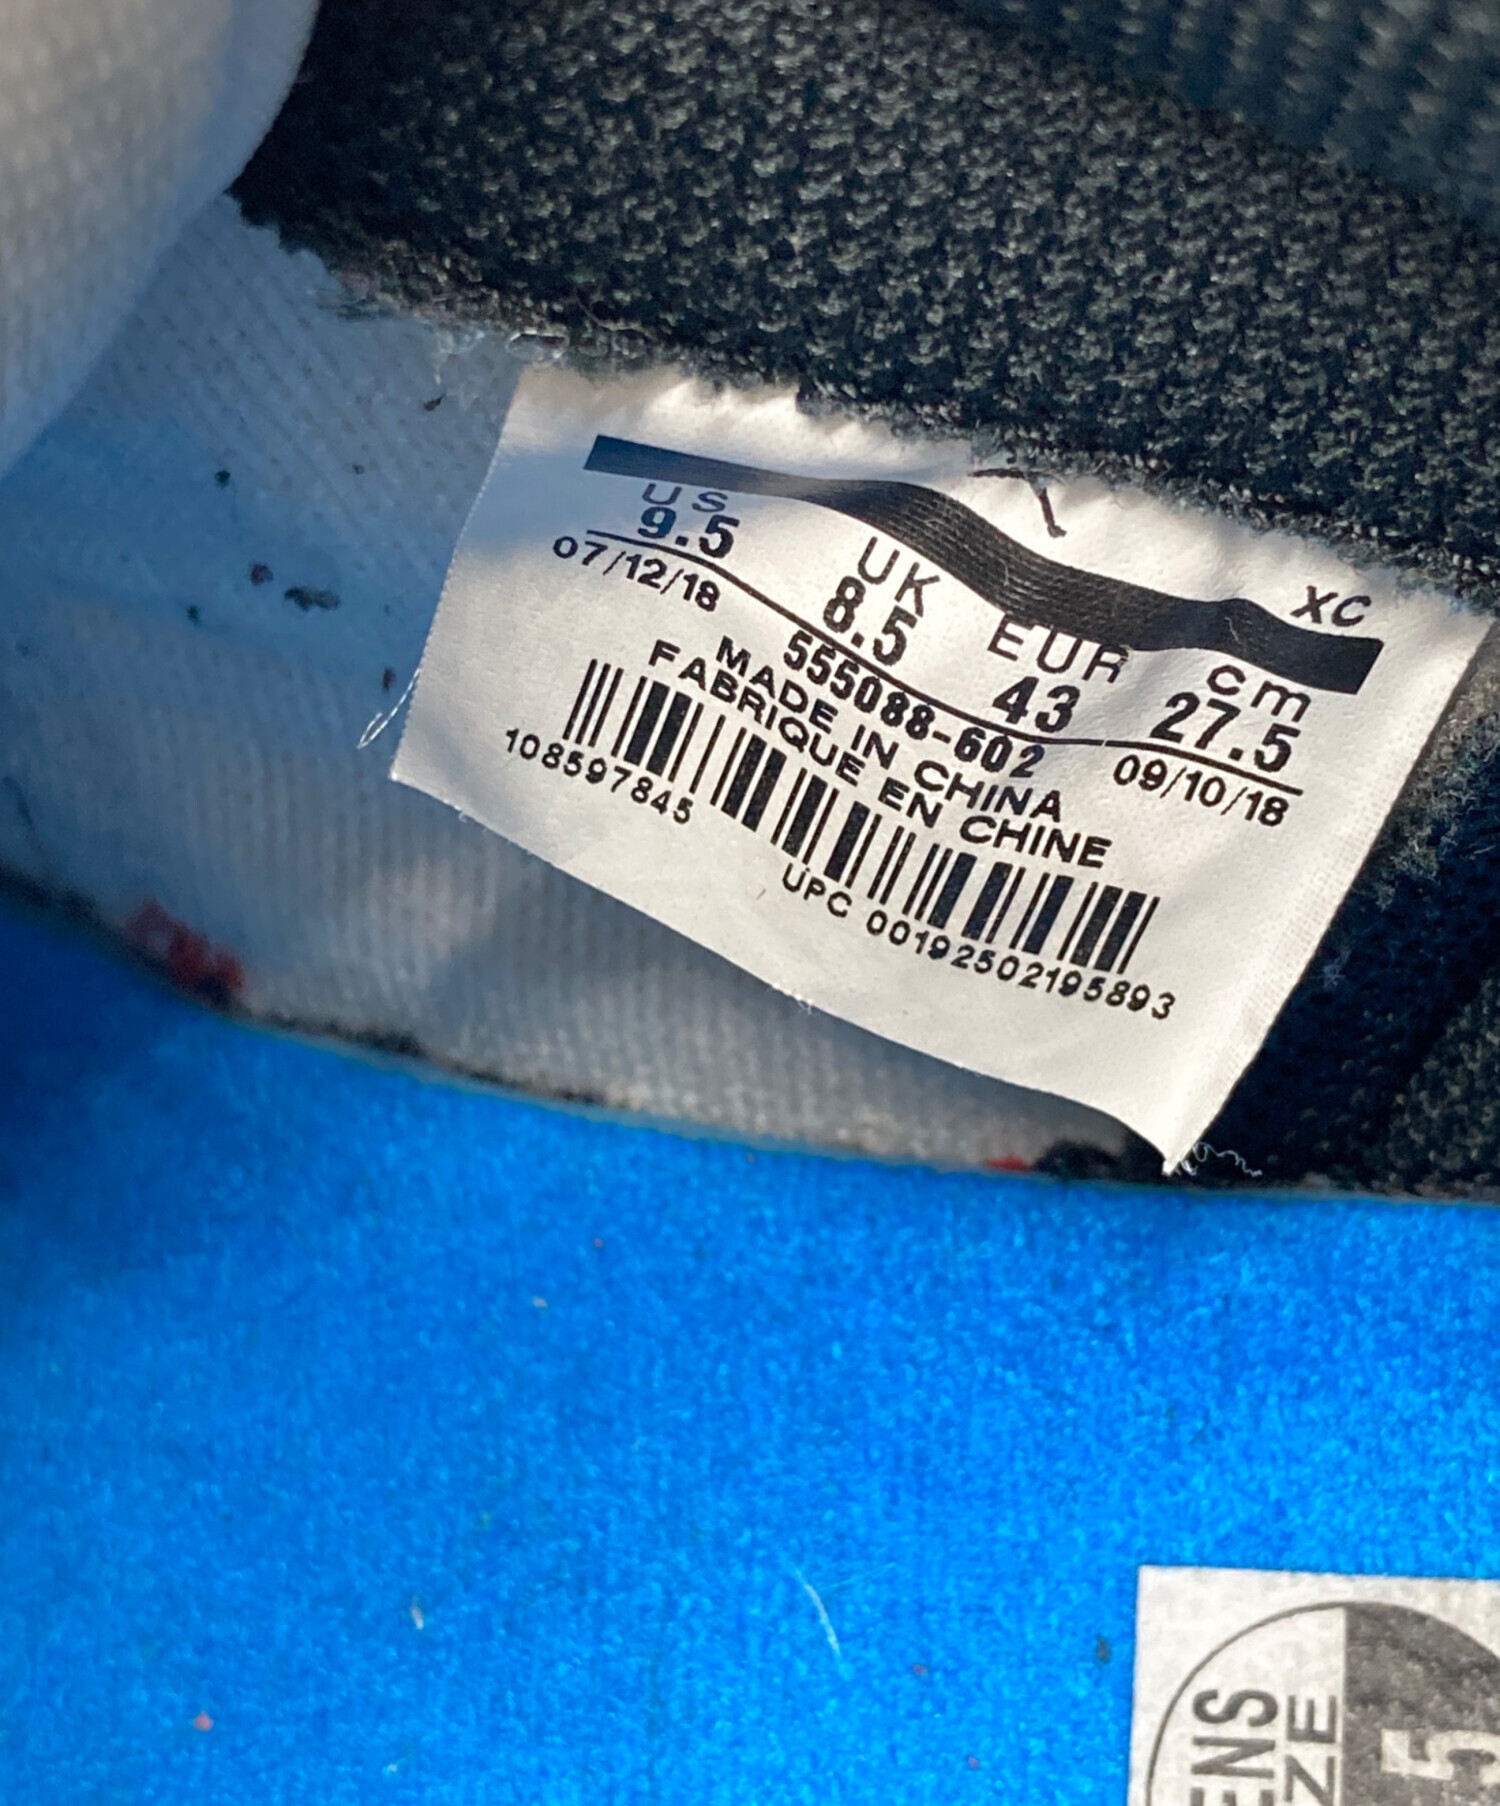 XC
US UK EUR cm
9.5 8.5 43 27.5
07/12/18 555088-602 09/10/18
MADE IN CHINA
FABRIQUE EN CHINE
108597845
UPC 00192502195893
5